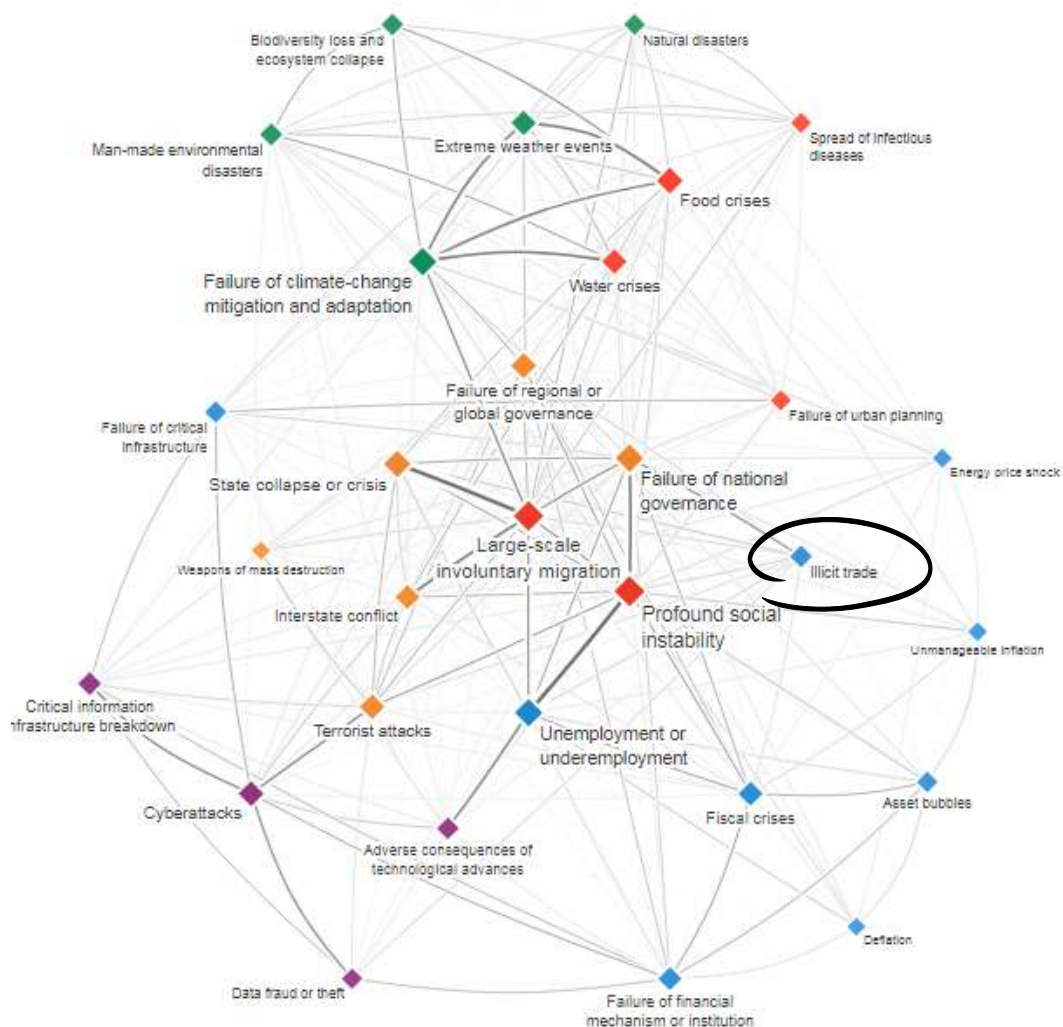 Biodiversity loss and
ecosystem collapse
Natural disasters
Man-made environmental
disasters
Extreme weather events
Spread of infectious
diseases
Food crises
Failure of climate-change
mitigation and adaptation
Water crises
Failure of regional or
global governance
Failure of critical
infrastructure
Failure of urban planning
State collapse or crisis
Failure of national
governance
Energy price shock
Large-scale
involuntary migration
Weapons of mass destruction
Illicit trade
Interstate conflict
Profound social
instability
Unmanageable inflation
Critical information
nfrastructure breakdown
Terrorist attacks
Unemployment or
underemployment
Cyberattacks
Fiscal crises
Asset bubbles
Adverse consequences of
technological advances
Deflation
Data fraud or theft
Failure of financial
mechanism or institution